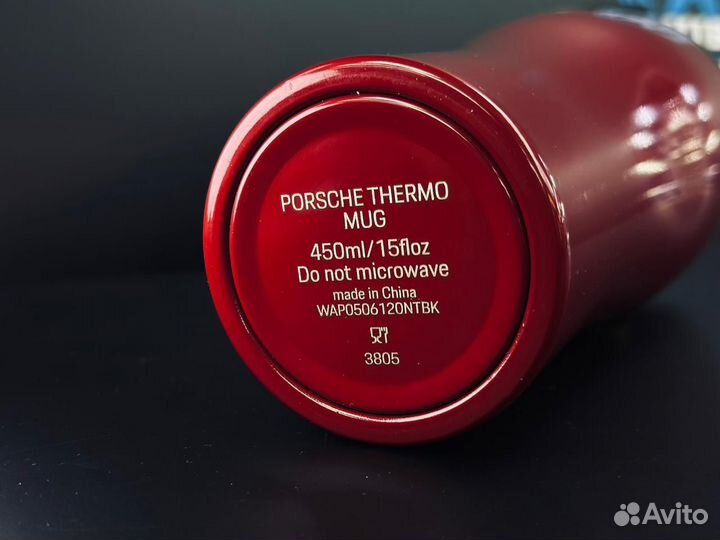 PORSCHE THERMO
MUG
450ml/15floz
Do not microwave
made in China
WAP0506120NTBK
3805
Avito